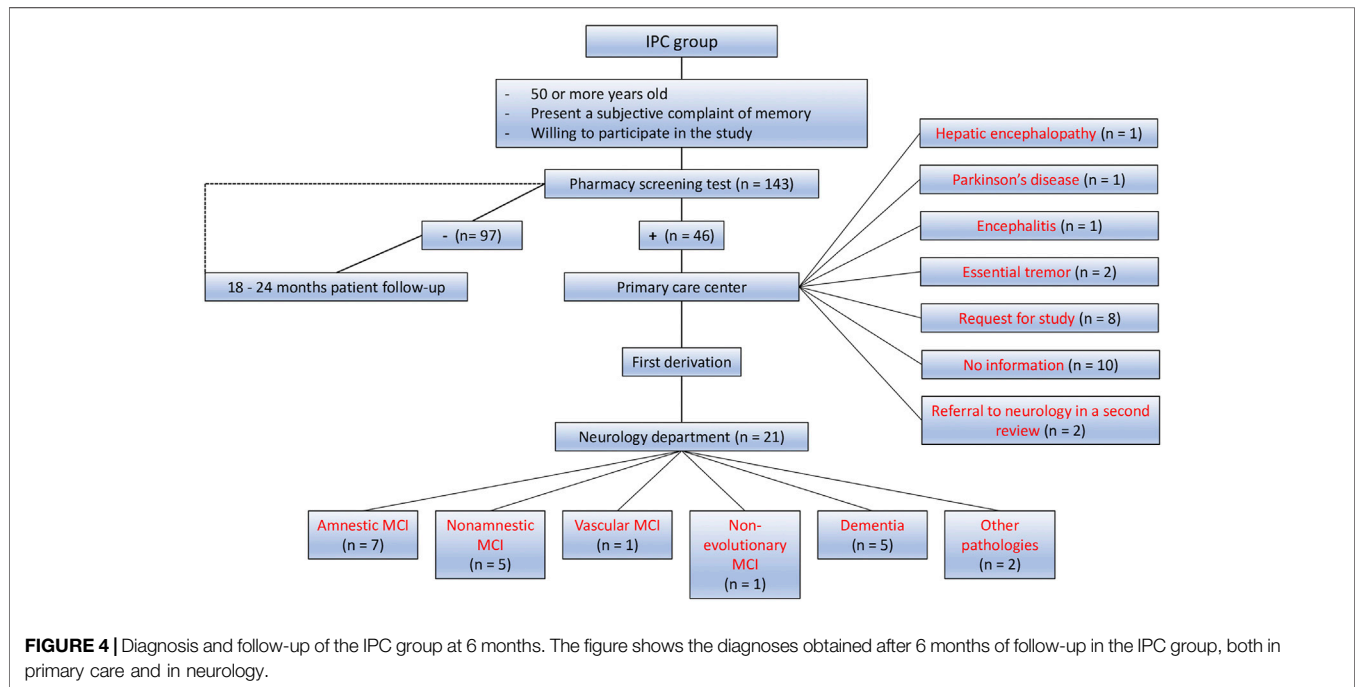 IPC group
- 50 or more years old
- Present a subjective complaint of memory
- Willing to participate in the study
Pharmacy screening test (n = 143)
- (n= 97)
+ (n = 46)
18 - 24 months patient follow-up
Primary care center
Hepatic encephalopathy (n = 1)
Parkinson's disease (n = 1)
Encephalitis (n = 1)
Essential tremor (n = 2)
Request for study (n = 8)
No information (n = 10)
Referral to neurology in a second
review (n = 2)
First derivation
Neurology department (n = 21)
Amnestic MCI
(n = 7)
Nonamnestic
MCI
(n = 5)
Vascular MCI
(n = 1)
Non-
evolutionary
MCI
(n = 1)
Dementia
(n = 5)
Other
pathologies
(n = 2)
FIGURE 4 | Diagnosis and follow-up of the IPC group at 6 months. The figure shows the diagnoses obtained after 6 months of follow-up in the IPC group, both in
primary care and in neurology.